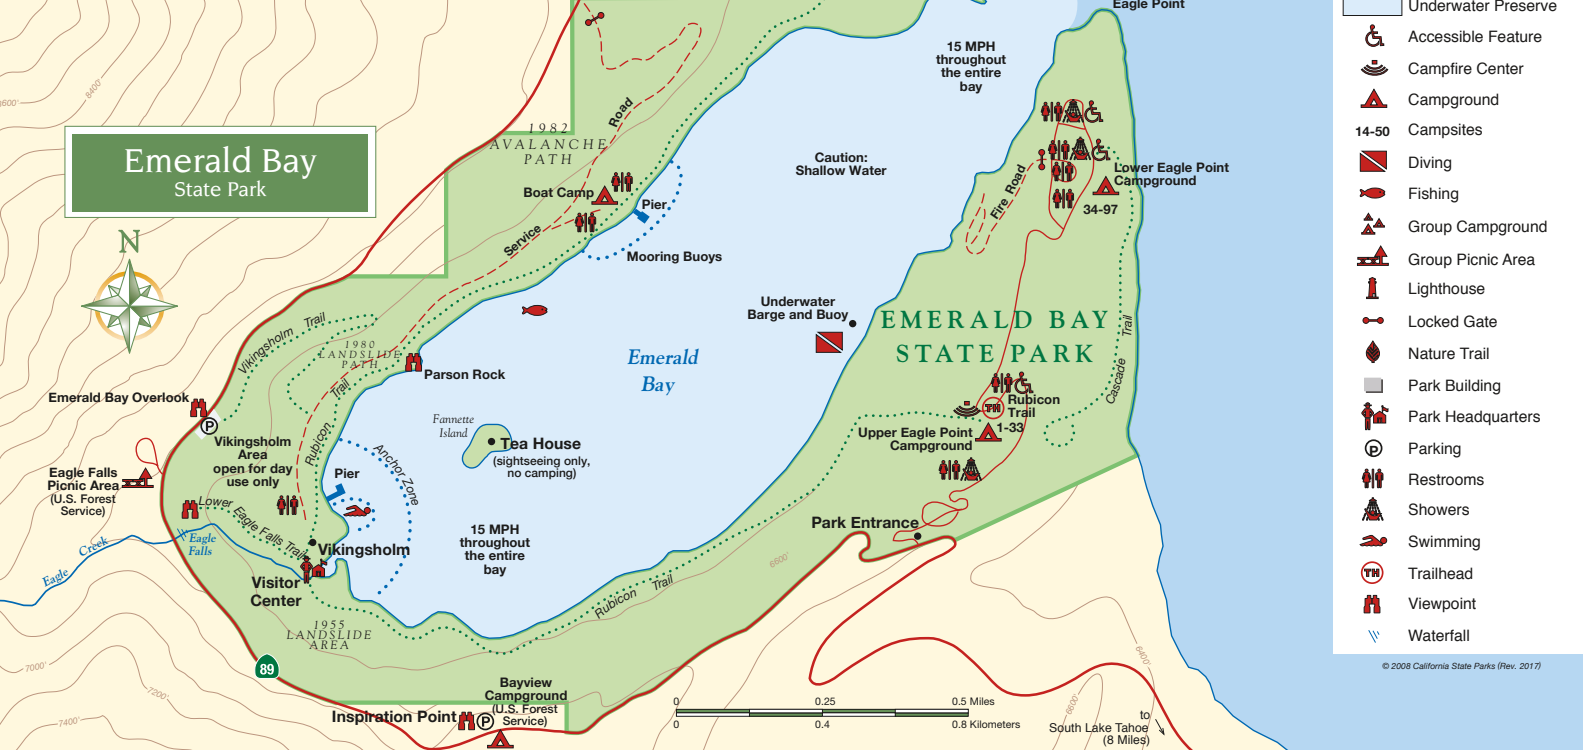 Eagle Point
Underwater Preserve
Accessible Feature
Campfire Center
Campground
14-50 Campsites
Diving
Fishing
Group Campground
Group Picnic Area
Lighthouse
Locked Gate
Nature Trail
Park Building
Park Headquarters
P Parking
Restrooms
Showers
Swimming
TH Trailhead
Viewpoint
Waterfall
© 2008 California State Parks (Rev. 2017)
Emerald Bay
State Park
N
8400'
1982
AVALANCHE
PATH
Service Road
Boat Camp
Pier
Mooring Buoys
15 MPH
throughout
the entire
bay
Caution:
Shallow Water
Fire Road
Lower Eagle Point
Campground
34-97
Underwater
Barge and Buoy
EMERALD BAY
STATE PARK
Cascade Trail
Rubicon
Trail
TH
1-33
Upper Eagle Point
Campground
Park Entrance
Vikingsholm Trail
1980
LANDSLIDE
PATH
Parson Rock
Emerald
Bay
Emerald Bay Overlook
P
Rubicon Trail
Fannette
Island
Tea House
(sightseeing only,
no camping)
Vikingsholm
Area
open for day
use only
Pier
Anchor Zone
Eagle Falls
Picnic Area
(U.S. Forest
Service)
Lower Eagle Falls Trail
Eagle
Falls
Eagle Creek
Vikingsholm
Visitor
Center
15 MPH
throughout
the entire
bay
Rubicon Trail
6600'
1955
LANDSLIDE
AREA
89
7000'
7200'
7400'
Bayview
Campground
(U.S. Forest
Service)
Inspiration Point
P
0 0.25 0.5 Miles
0 0.4 0.8 Kilometers
6400'
6600'
to
South Lake Tahoe
(8 Miles)